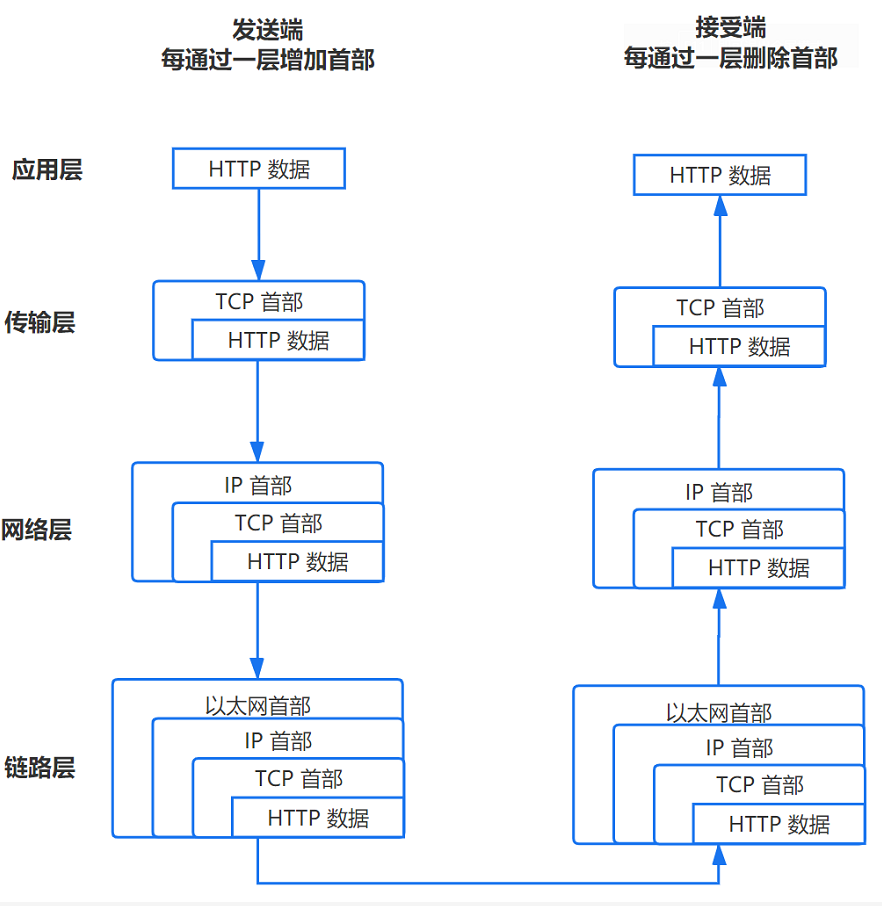 发送端
每通过一层增加首部
接受端
每通过一层删除首部
应用层
HTTP 数据
HTTP 数据
传输层
TCP 首部
HTTP 数据
TCP 首部
HTTP 数据
网络层
IP 首部
TCP 首部
HTTP 数据
IP 首部
TCP 首部
HTTP 数据
链路层
以太网首部
IP 首部
TCP 首部
HTTP 数据
以太网首部
IP 首部
TCP 首部
HTTP 数据